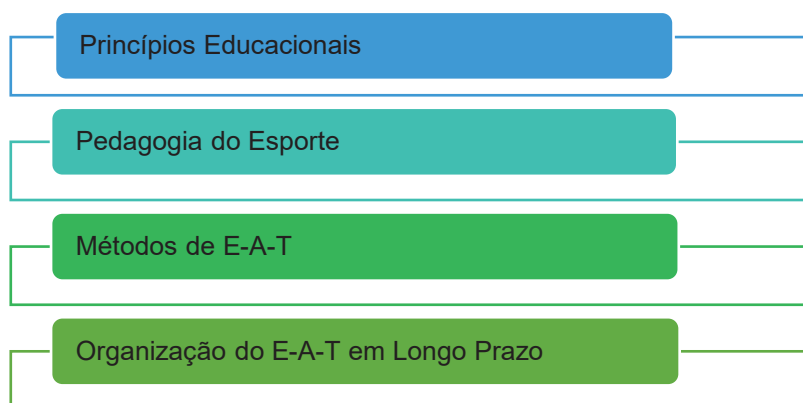 Princípios Educacionais
Pedagogia do Esporte
Métodos de E-A-T
Organização do E-A-T em Longo Prazo